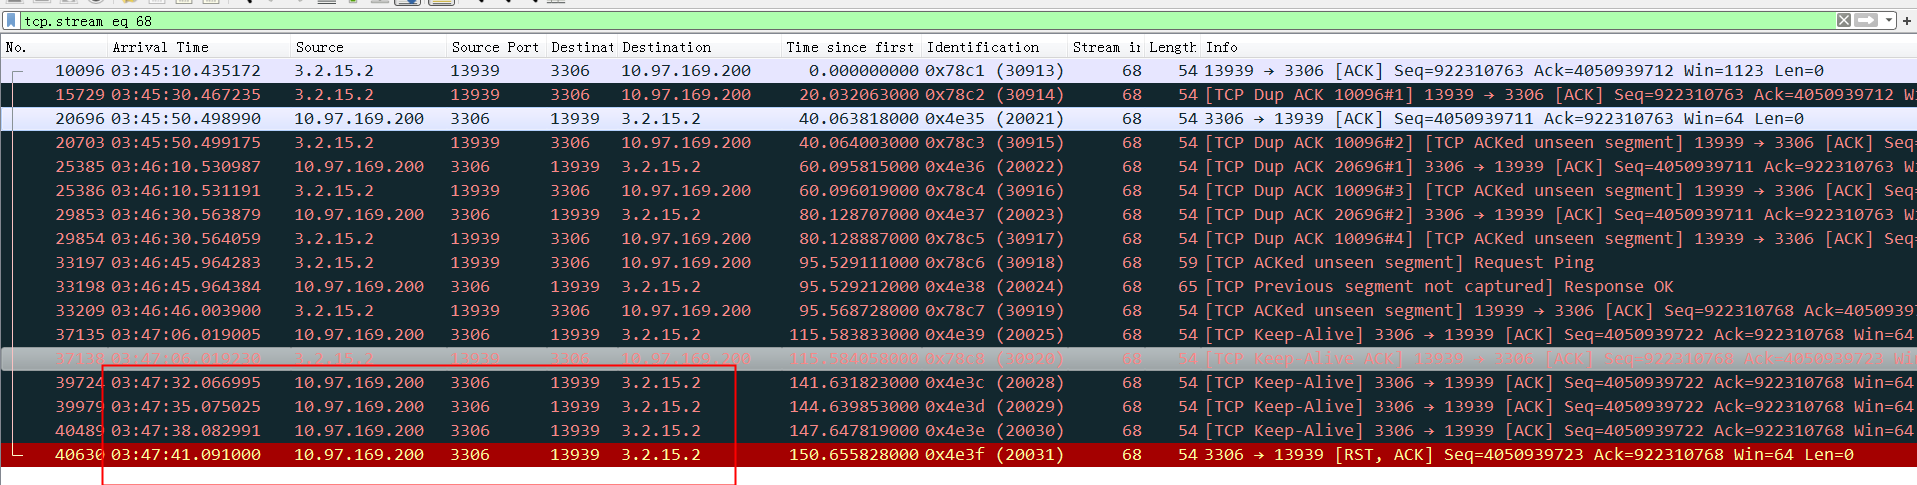 tcp.stream eq 68
No. Arrival Time Source Source Port Destinat Destination Time since first Identification Stream in Length Info
10096 03:45:10.435172 3.2.15.2 13939 3306 10.97.169.200 0.000000000 0x78c1 (30913) 68 54 13939 → 3306 [ACK] Seq=922310763 Ack=4050939712 Win=1123 Len=0
15729 03:45:30.467235 3.2.15.2 13939 3306 10.97.169.200 20.032063000 0x78c2 (30914) 68 54 [TCP Dup ACK 10096#1] 13939 → 3306 [ACK] Seq=922310763 Ack=4050939712 Wi
20696 03:45:50.498990 10.97.169.200 3306 13939 3.2.15.2 40.063818000 0x4e35 (20021) 68 54 3306 → 13939 [ACK] Seq=4050939711 Ack=922310763 Win=64 Len=0
20703 03:45:50.499175 3.2.15.2 13939 3306 10.97.169.200 40.064003000 0x78c3 (30915) 68 54 [TCP Dup ACK 10096#2] [TCP ACKed unseen segment] 13939 → 3306 [ACK] Seq=
25385 03:46:10.530987 10.97.169.200 3306 13939 3.2.15.2 60.095815000 0x4e36 (20022) 68 54 [TCP Dup ACK 20696#1] 3306 → 13939 [ACK] Seq=4050939711 Ack=922310763 W
25386 03:46:10.531191 3.2.15.2 13939 3306 10.97.169.200 60.096019000 0x78c4 (30916) 68 54 [TCP Dup ACK 10096#3] [TCP ACKed unseen segment] 13939 → 3306 [ACK] Seq=
29853 03:46:30.563879 10.97.169.200 3306 13939 3.2.15.2 80.128707000 0x4e37 (20023) 68 54 [TCP Dup ACK 20696#2] 3306 → 13939 [ACK] Seq=4050939711 Ack=922310763 W
29854 03:46:30.564059 3.2.15.2 13939 3306 10.97.169.200 80.128887000 0x78c5 (30917) 68 54 [TCP Dup ACK 10096#4] [TCP ACKed unseen segment] 13939 → 3306 [ACK] Seq=
33197 03:46:45.964283 3.2.15.2 13939 3306 10.97.169.200 95.529111000 0x78c6 (30918) 68 59 [TCP ACKed unseen segment] Request Ping
33198 03:46:45.964384 10.97.169.200 3306 13939 3.2.15.2 95.529212000 0x4e38 (20024) 68 65 [TCP Previous segment not captured] Response OK
33209 03:46:46.003900 3.2.15.2 13939 3306 10.97.169.200 95.568728000 0x78c7 (30919) 68 54 [TCP ACKed unseen segment] 13939 → 3306 [ACK] Seq=922310768 Ack=40509397
37135 03:47:06.019005 10.97.169.200 3306 13939 3.2.15.2 115.583833000 0x4e39 (20025) 68 54 [TCP Keep-Alive] 3306 → 13939 [ACK] Seq=4050939722 Ack=922310768 Win=64
37138 03:47:06.019230 3.2.15.2 13939 3306 10.97.169.200 115.584058000 0x78c8 (30920) 68 54 [TCP Keep-Alive ACK] 13939 → 3306 [ACK] Seq=922310768 Ack=4050939723 Wi
39724 03:47:32.066995 10.97.169.200 3306 13939 3.2.15.2 141.631823000 0x4e3c (20028) 68 54 [TCP Keep-Alive] 3306 → 13939 [ACK] Seq=4050939722 Ack=922310768 Win=64
39979 03:47:35.075025 10.97.169.200 3306 13939 3.2.15.2 144.639853000 0x4e3d (20029) 68 54 [TCP Keep-Alive] 3306 → 13939 [ACK] Seq=4050939722 Ack=922310768 Win=64
40489 03:47:38.082991 10.97.169.200 3306 13939 3.2.15.2 147.647819000 0x4e3e (20030) 68 54 [TCP Keep-Alive] 3306 → 13939 [ACK] Seq=4050939722 Ack=922310768 Win=64
40630 03:47:41.091000 10.97.169.200 3306 13939 3.2.15.2 150.655828000 0x4e3f (20031) 68 54 3306 → 13939 [RST, ACK] Seq=4050939723 Ack=922310768 Win=64 Len=0